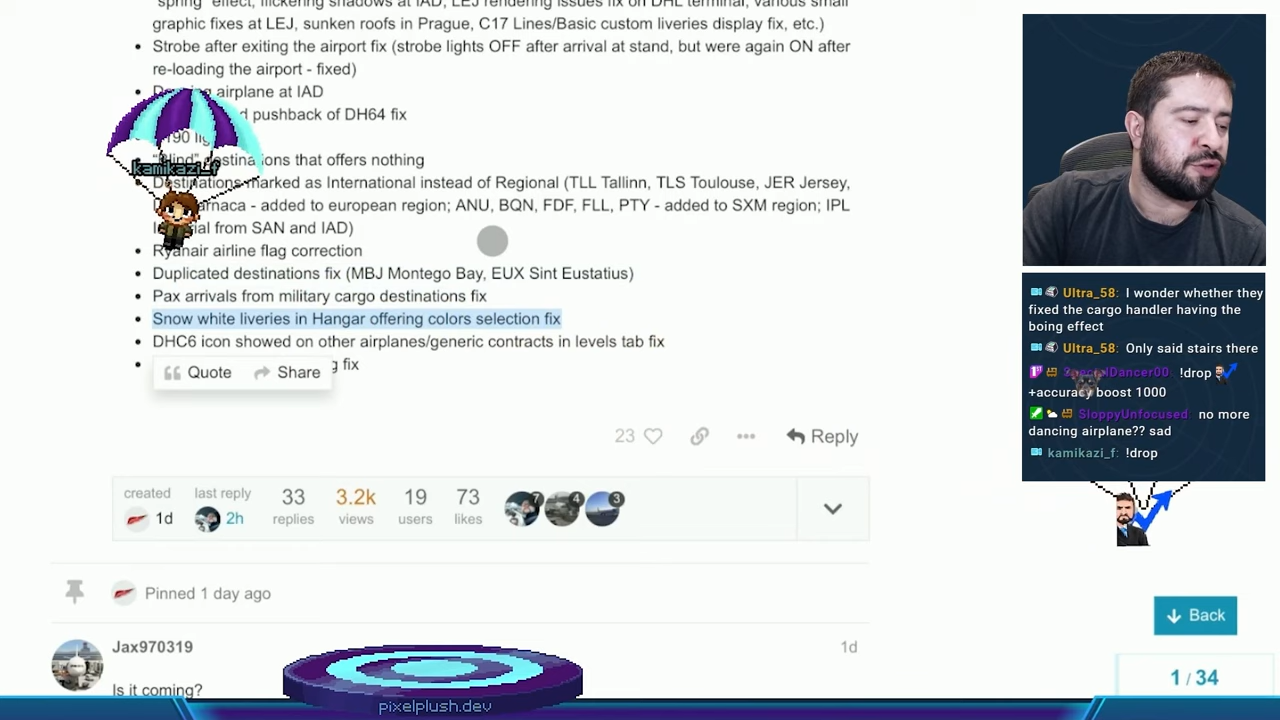 "spring" effect, flickering shadows at IAD, LEJ rendering issues fix on DHL terminal, various small
graphic fixes at LEJ, sunken roofs in Prague, C17 Lines/Basic custom liveries display fix, etc.)
Strobe after exiting the airport fix (strobe lights OFF after arrival at stand, but were again ON after
re-loading the airport - fixed)
airplane at IAD
pushback of DH64 fix
destinations that offers nothing
Destinations marked as International instead of Regional (TLL Tallinn, TLS Toulouse, JER Jersey,
- added to european region; ANU, BQN, FDF, FLL, PTY - added to SXM region; IPL
from SAN and IAD)
Ryanair airline flag correction
Duplicated destinations fix (MBJ Montego Bay, EUX Sint Eustatius)
Pax arrivals from military cargo destinations fix
Snow white liveries in Hangar offering colors selection fix
DHC6 icon showed on other airplanes/generic contracts in levels tab fix
fix
Quote
Share
kamikazi_f
23
Reply
created
1d
last reply
2h
33
replies
3.2k
views
19
users
73
likes
7
4
3
Pinned 1 day ago
Jax970319
1d
Is it coming?
pixelplush.dev
Ultra_58: I wonder whether they
fixed the cargo handler having the
boing effect
Ultra_58: Only said stairs there
!drop
+accuracy boost 1000
SloppyUnfocused no more
dancing airplane?? sad
kamikazi_f: !drop
Back
1 / 34